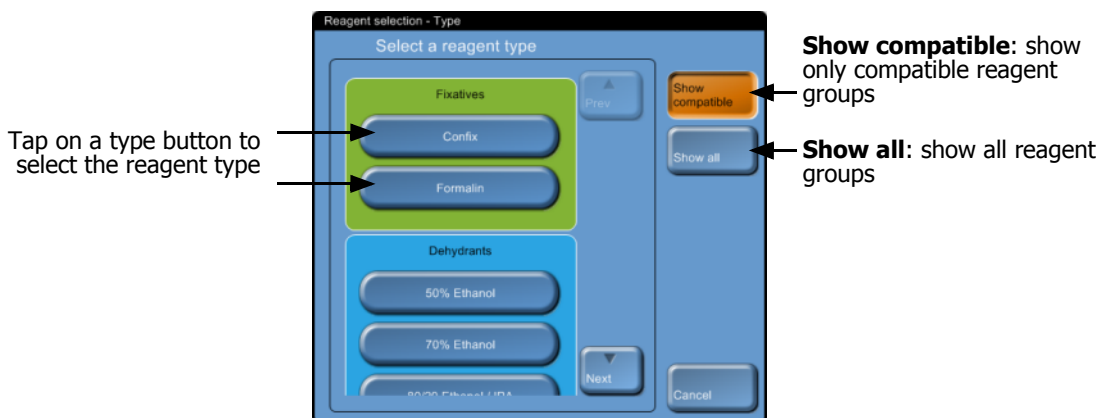 Reagent selection - Type
Select a reagent type
Fixatives
Confix
Formalin
Dehydrants
50% Ethanol
70% Ethanol
Prev
Next
Show
compatible
Show all
Cancel
Tap on a type button to
select the reagent type
Show compatible: show
only compatible reagent
groups
Show all: show all reagent
groups